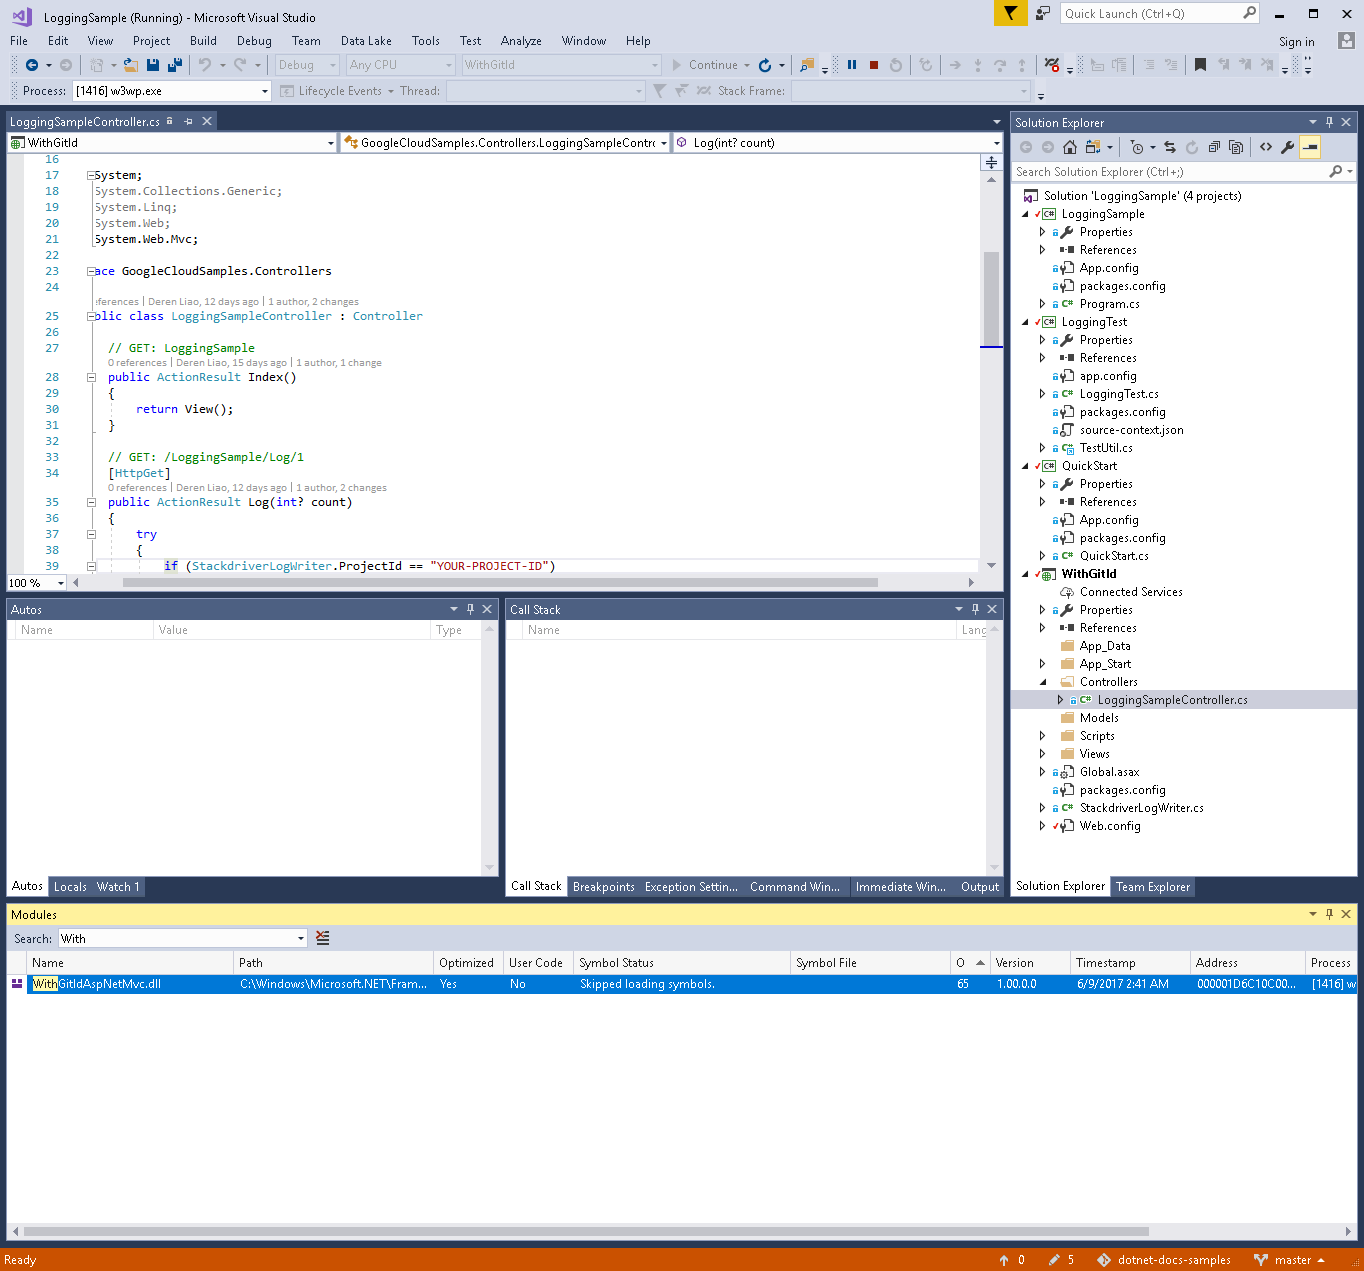 LoggingSample (Running) - Microsoft Visual Studio
Quick Launch (Ctrl+Q)
File Edit View Project Build Debug Team Data Lake Tools Test Analyze Window Help
Sign in
Debug Any CPU WithGitId Continue
Process: [1416] w3wp.exe Lifecycle Events Thread: Stack Frame:
LoggingSampleController.cs
WithGitId GoogleCloudSamples.Controllers.LoggingSampleContr Log(int? count)
16
17 System;
18 System.Collections.Generic;
19 System.Linq;
20 System.Web;
21 System.Web.Mvc;
22
23 ace GoogleCloudSamples.Controllers
24
eferences | Deren Liao, 12 days ago | 1 author, 2 changes
25 blic class LoggingSampleController : Controller
26
27 // GET: LoggingSample
0 references | Deren Liao, 15 days ago | 1 author, 1 change
28 public ActionResult Index()
29 {
30 return View();
31 }
32
33 // GET: /LoggingSample/Log/1
34 [HttpGet]
0 references | Deren Liao, 12 days ago | 1 author, 2 changes
35 public ActionResult Log(int? count)
36 {
37 try
38 {
39 if (StackdriverLogWriter.ProjectId == "YOUR-PROJECT-ID")
100 %
Autos
Name Value Type
Autos Locals Watch 1
Call Stack
Name Lang
Call Stack Breakpoints Exception Settin... Command Win... Immediate Win... Output
Solution Explorer
Search Solution Explorer (Ctrl+;)
Solution 'LoggingSample' (4 projects)
C# LoggingSample
Properties
References
App.config
packages.config
C# Program.cs
C# LoggingTest
Properties
References
app.config
C# LoggingTest.cs
packages.config
source-context.json
C# TestUtil.cs
C# QuickStart
Properties
References
App.config
packages.config
C# QuickStart.cs
WithGitId
Connected Services
Properties
References
App_Data
App_Start
Controllers
C# LoggingSampleController.cs
Models
Scripts
Views
Global.asax
packages.config
C# StackdriverLogWriter.cs
Web.config
Solution Explorer Team Explorer
Modules
Search: With
Name Path Optimized User Code Symbol Status Symbol File O Version Timestamp Address Process
WithGitIdAspNetMvc.dll C:\Windows\Microsoft.NET\Fram... Yes No Skipped loading symbols. 65 1.00.0.0 6/9/2017 2:41 AM 000001D6C10C00... [1416] w
Ready 0 5 dotnet-docs-samples master